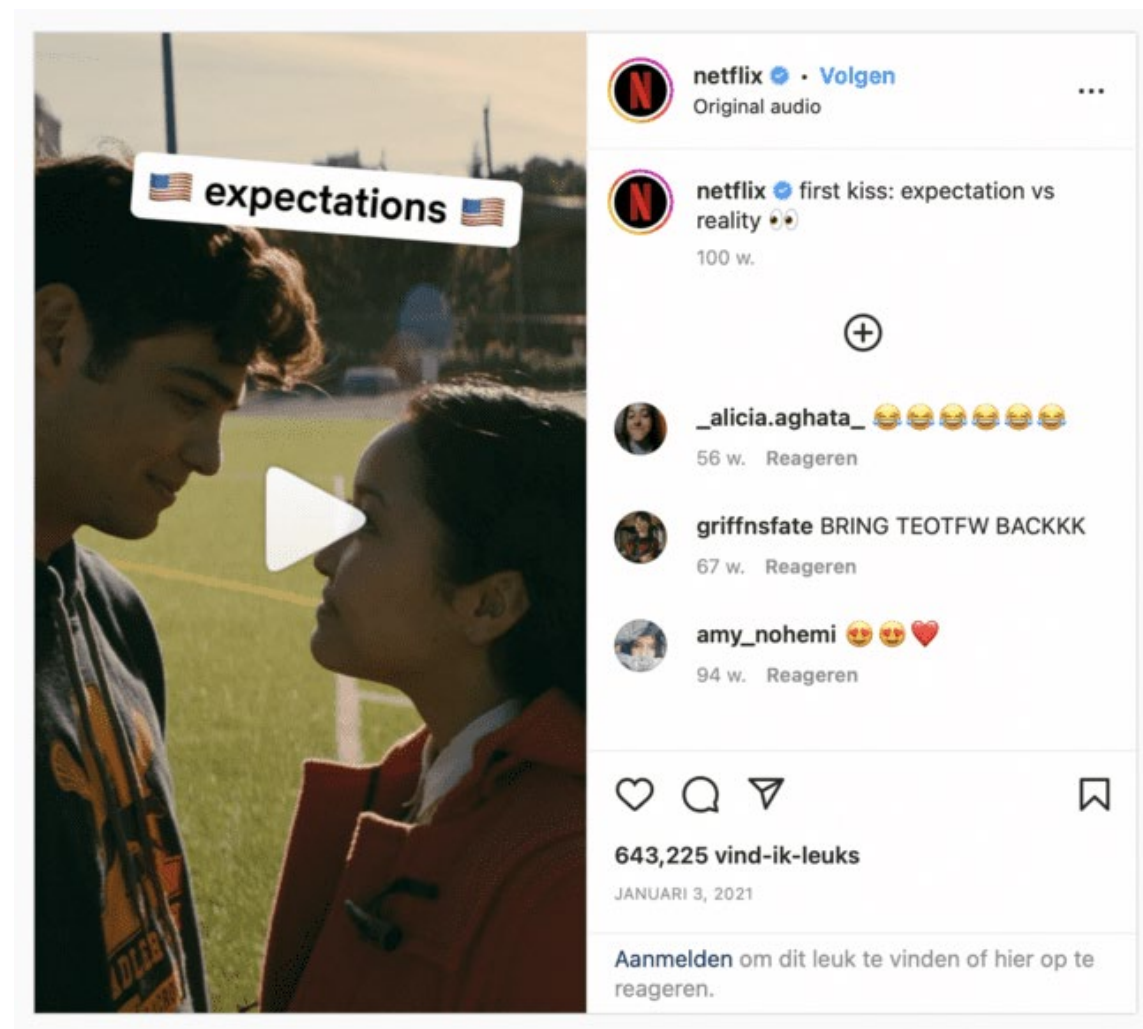 🇺🇸 expectations 🇺🇸
ADLER
netflix • Volgen
Original audio
netflix first kiss: expectation vs
reality 👀
100 w.
_alicia.aghata_ 😂😂😂😂😂😂
56 w. Reageren
griffnsfate BRING TEOTFW BACKKK
67 w. Reageren
amy_nohemi 😍😍❤️
94 w. Reageren
643,225 vind-ik-leuks
JANUARI 3, 2021
Aanmelden om dit leuk te vinden of hier op te
reageren.